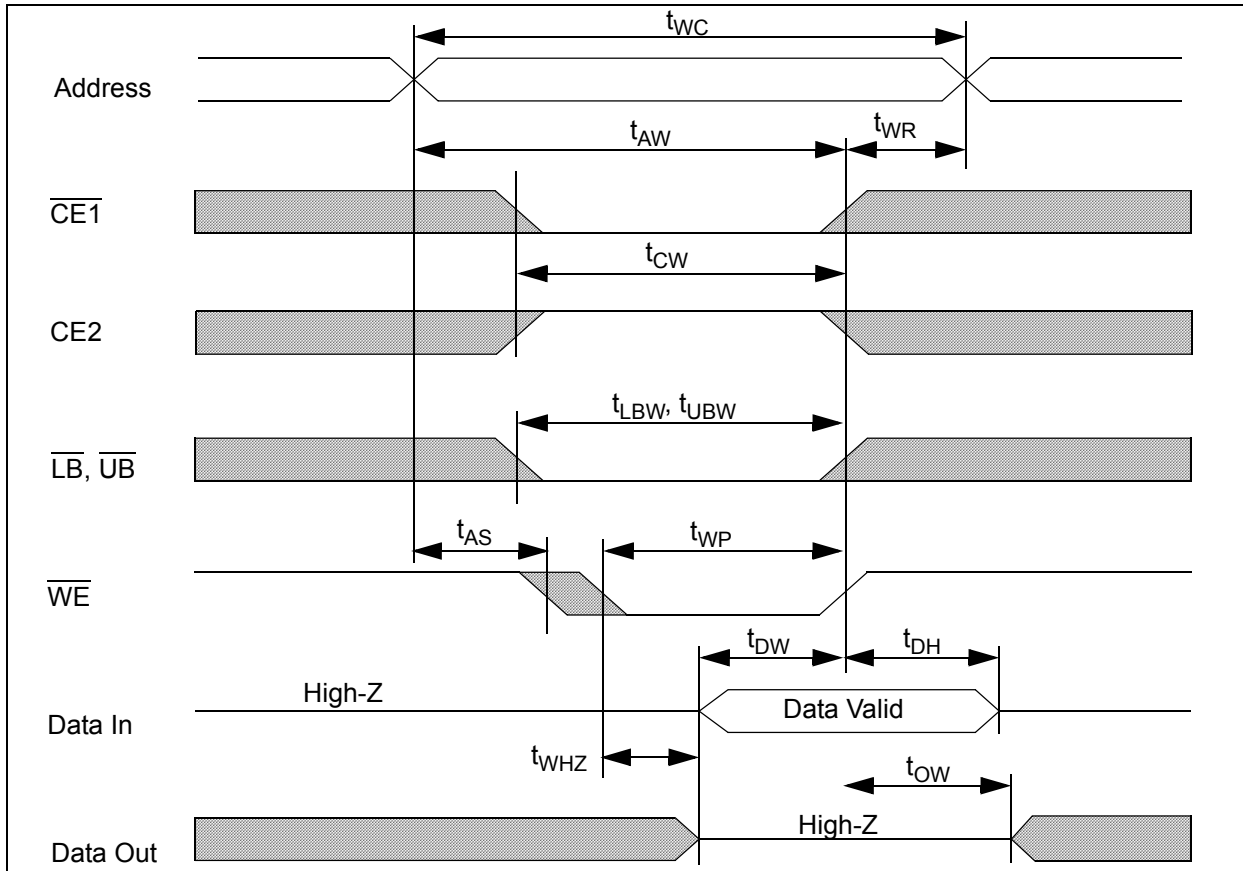 tWC
Address
tAW
tWR
CE1
tCW
CE2
tLBW, tUBW
LB, UB
tAS
tWP
WE
tDW
tDH
High-Z
Data Valid
Data In
tWHZ
tOW
High-Z
Data Out